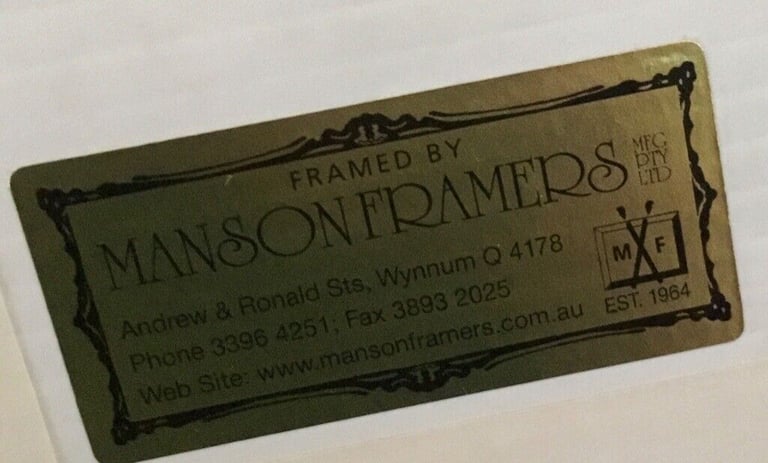 FRAMED BY
MANSON FRAMERS
MFG
PTY
LTD
Andrew & Ronald Sts, Wynnum Q 4178
Phone 3396 4251; Fax 3893 2025
Web Site: www.mansonframers.com.au
M F
EST. 1964